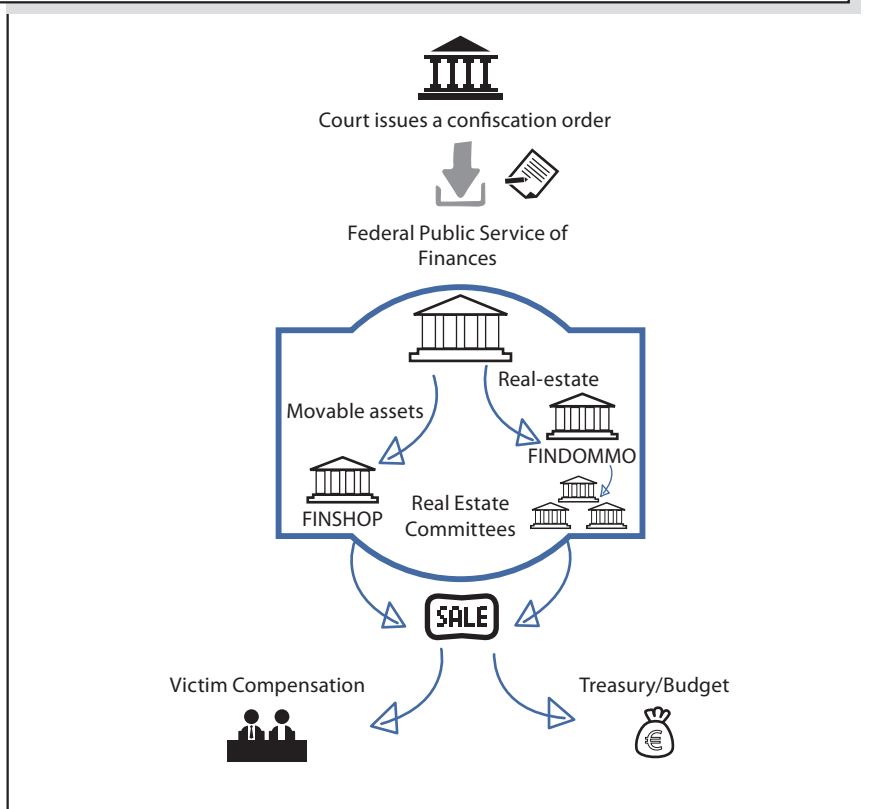 Court issues a confiscation order
Federal Public Service of
Finances
Real-estate
Movable assets
FINDOMMO
FINSHOP
Real Estate
Committees
SALE
Victim Compensation
Treasury/Budget
€